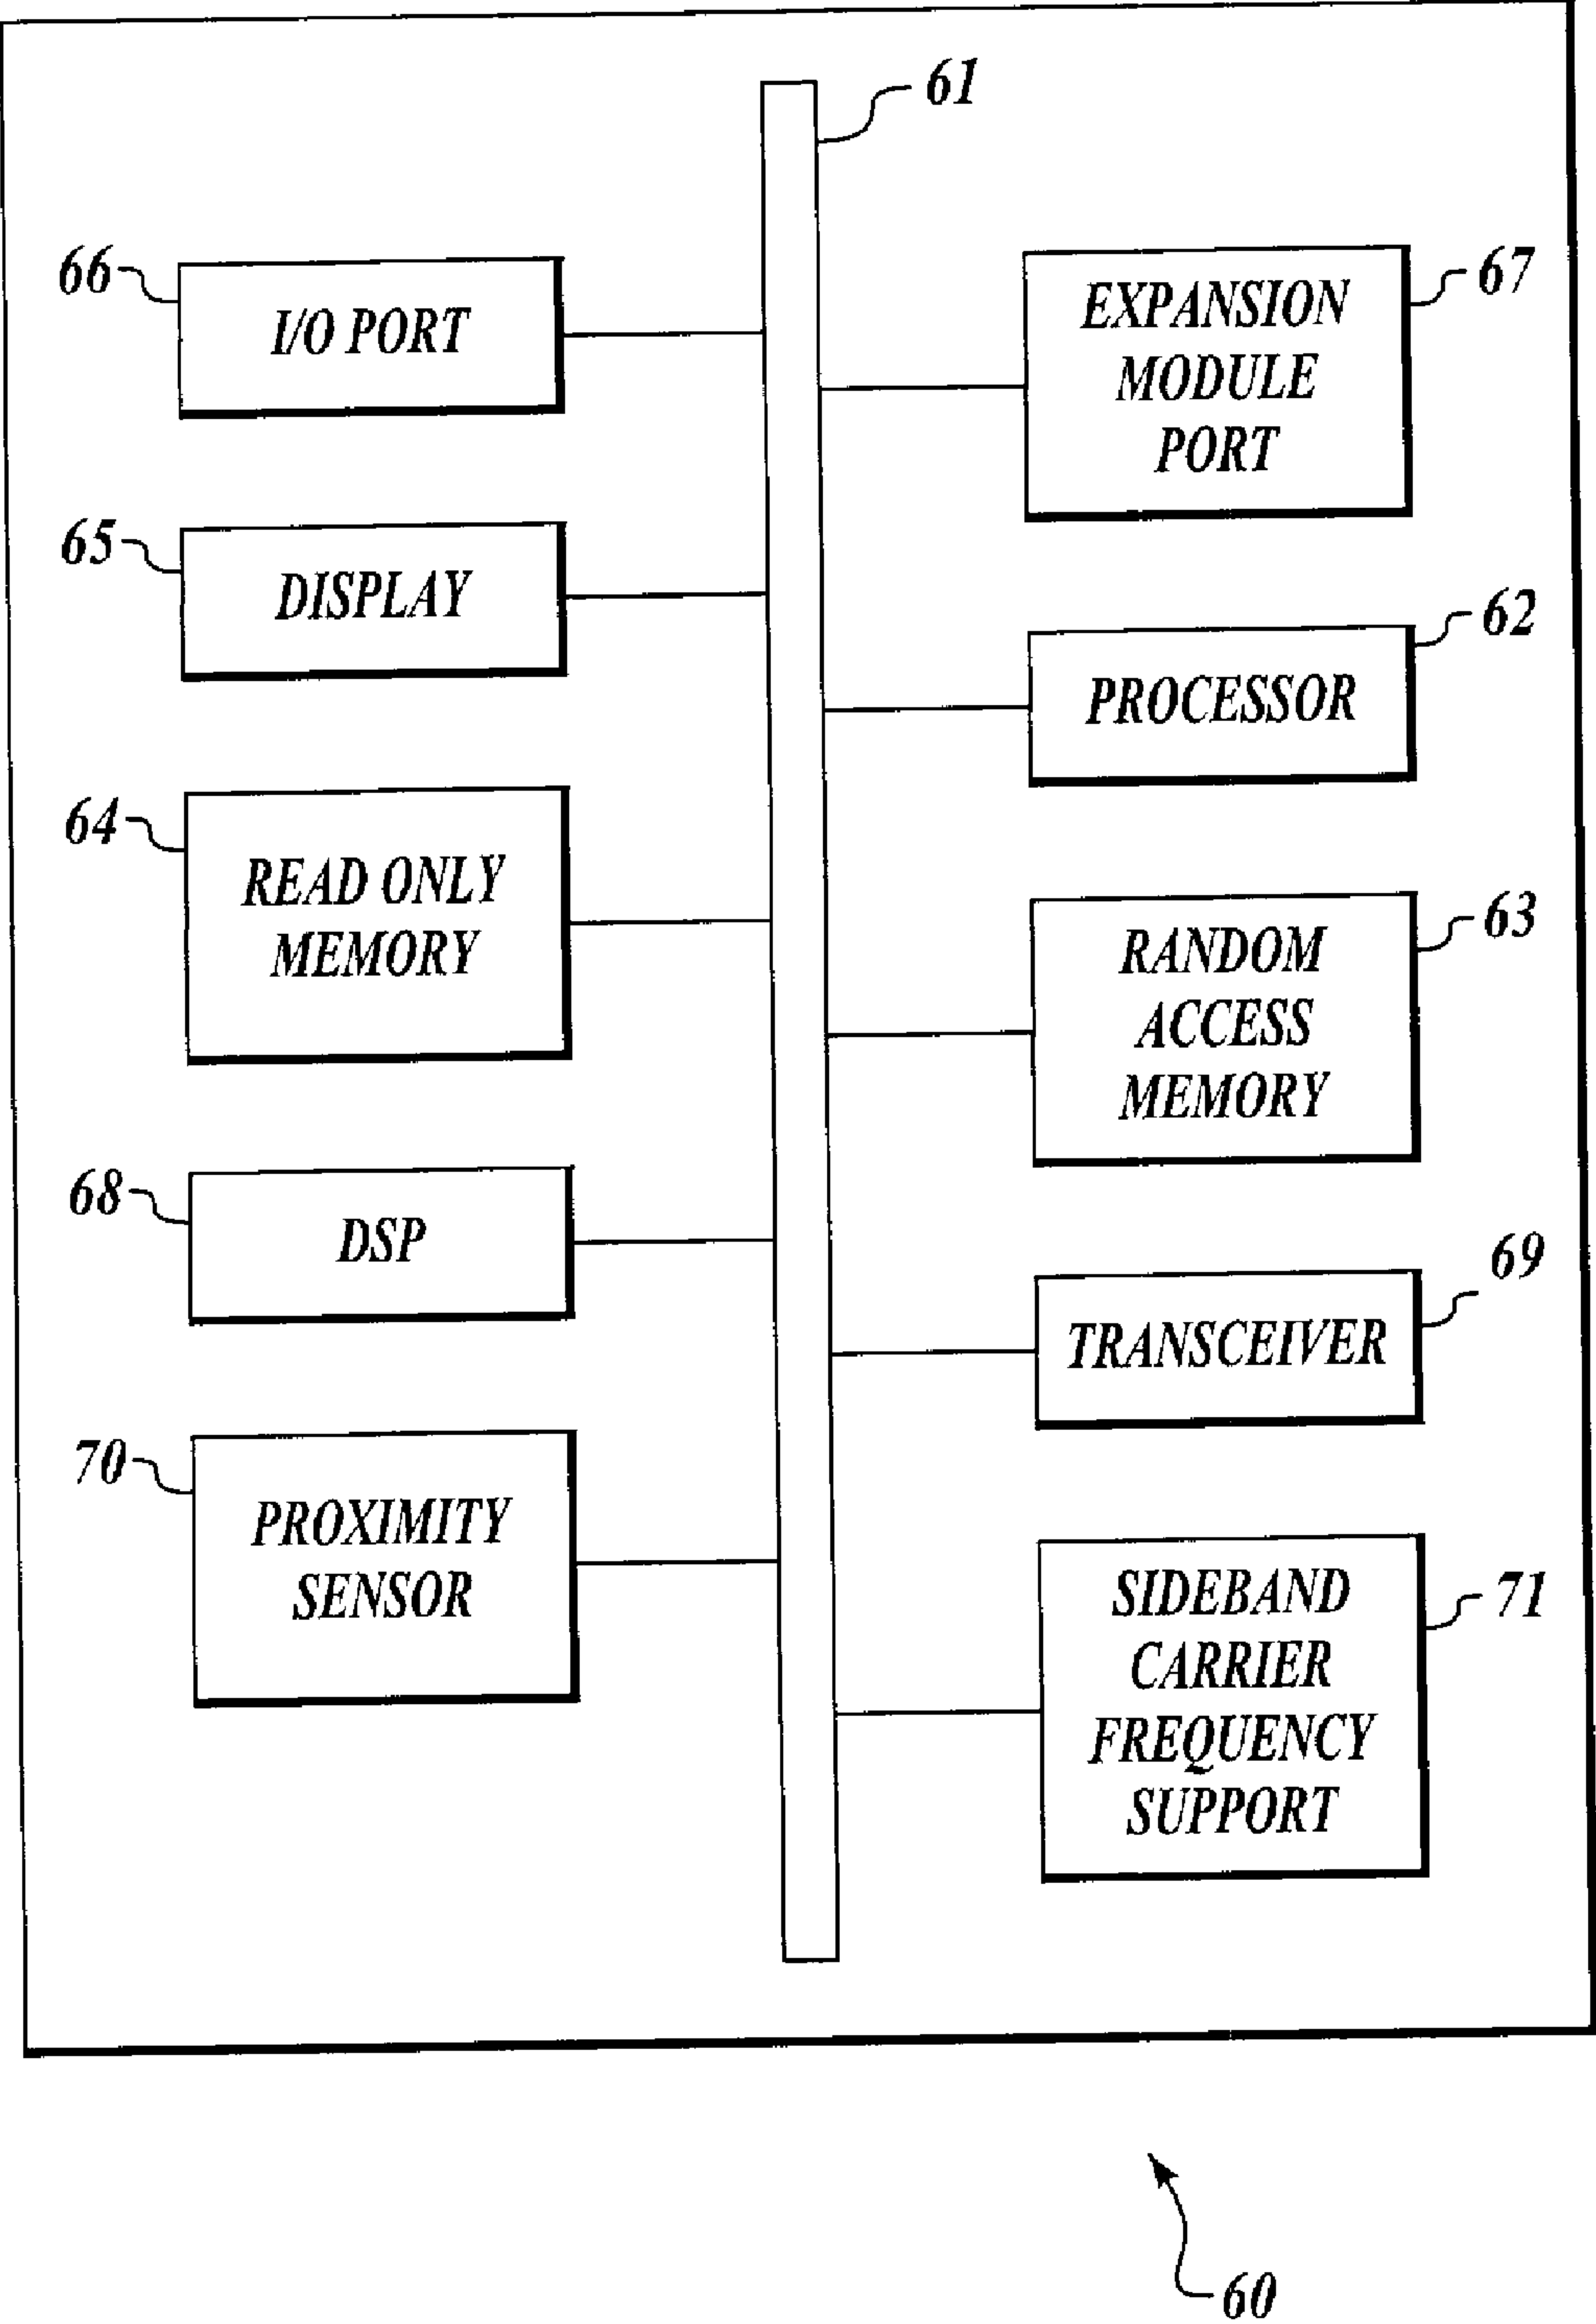 61
66
I/O PORT
67
EXPANSION
MODULE
PORT
65
DISPLAY
62
PROCESSOR
64
READ ONLY
MEMORY
63
RANDOM
ACCESS
MEMORY
68
DSP
69
TRANSCEIVER
70
PROXIMITY
SENSOR
71
SIDEBAND
CARRIER
FREQUENCY
SUPPORT
60